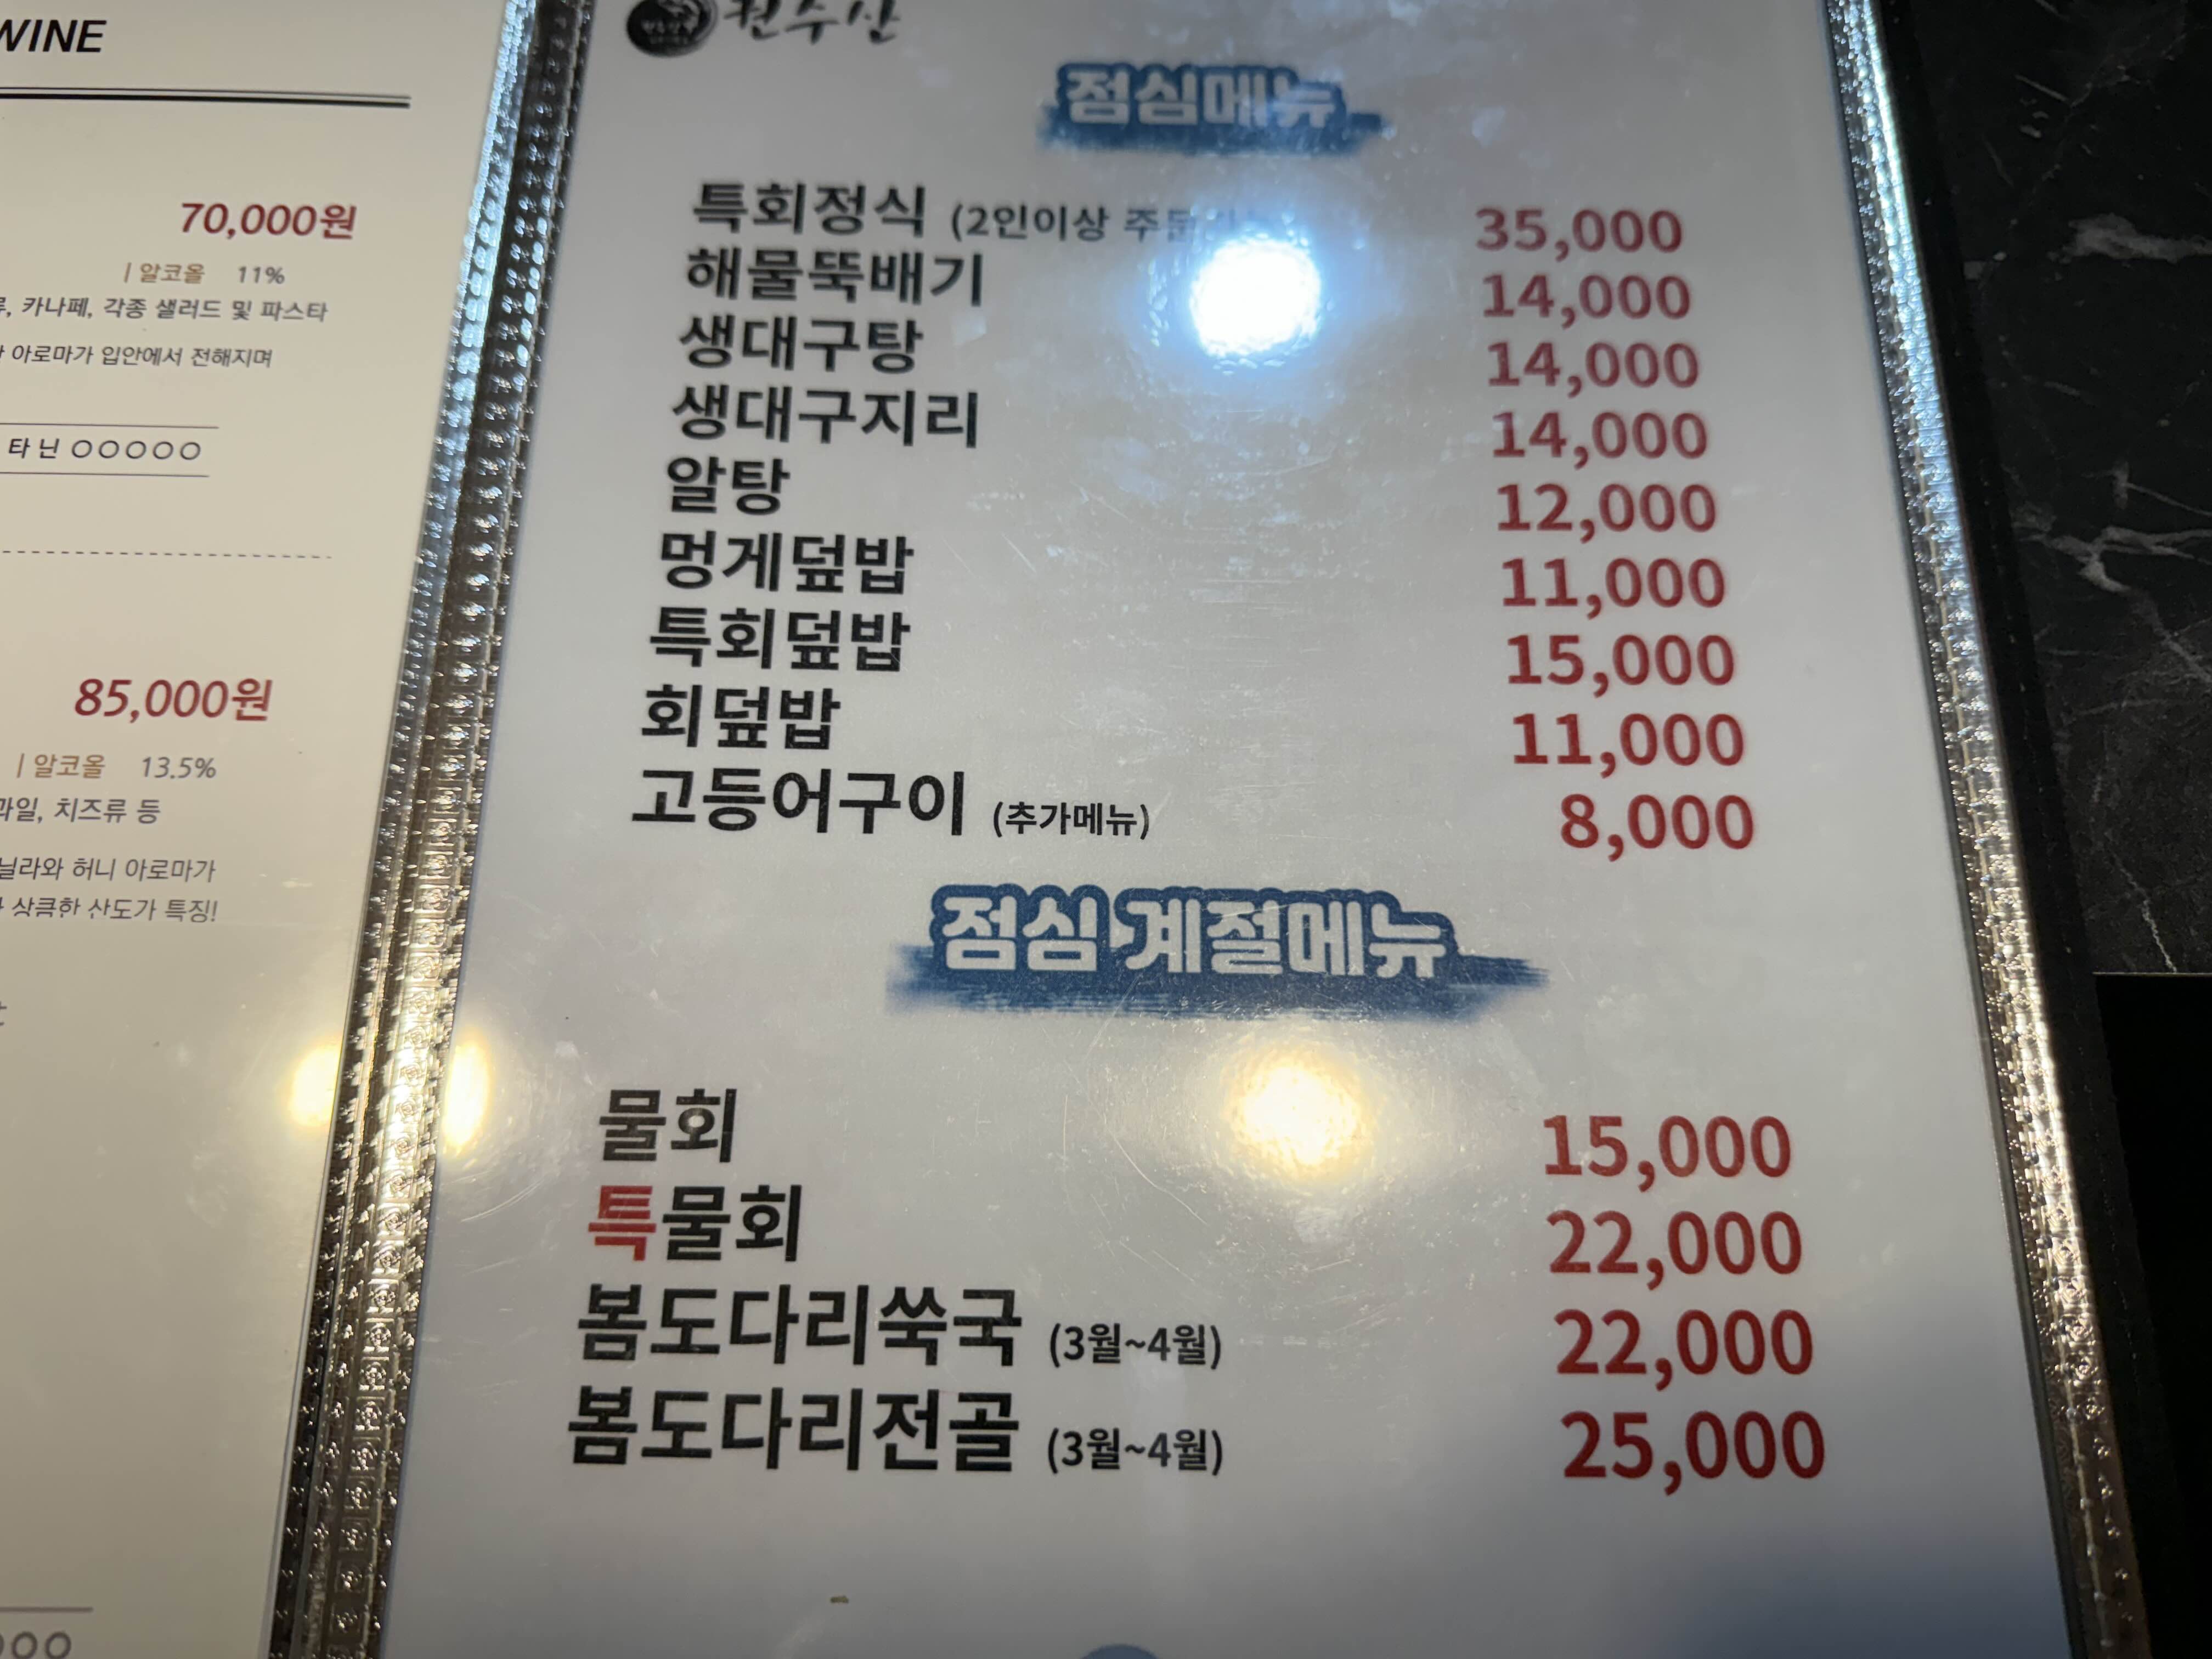 WINE
70,000원
| 알코올 11%
카나페, 각종 샐러드 및 파스타
아로마가 입안에서 전해지며
타닌 ○○○○○
85,000원
| 알코올 13.5%
과일, 치즈류 등
닐라와 허니 아로마가
상큼한 산도가 특징!
점심메뉴
특회정식 (2인이상 35,000
해물뚝배기 14,000
생대구탕 14,000
생대구지리 14,000
알탕 12,000
멍게덮밥 11,000
특회덮밥 15,000
회덮밥 11,000
고등어구이 (추가메뉴) 8,000
점심 계절메뉴
물회 15,000
특물회 22,000
봄도다리쑥국 (3월~4월) 22,000
봄도다리전골 (3월~4월) 25,000